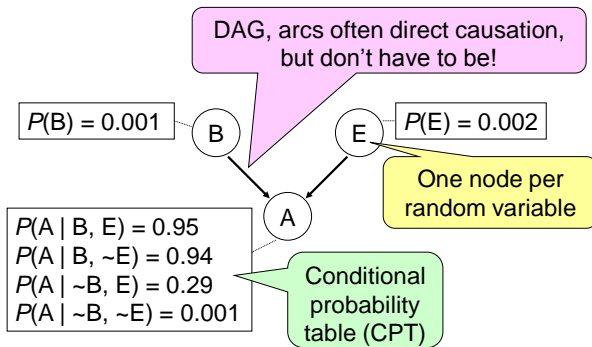 DAG, arcs often direct causation,
but don’t have to be!
P(B) = 0.001
B
E
P(E) = 0.002
One node per
random variable
A
P(A | B, E) = 0.95
P(A | B, ~E) = 0.94
P(A | ~B, E) = 0.29
P(A | ~B, ~E) = 0.001
Conditional
probability
table (CPT)